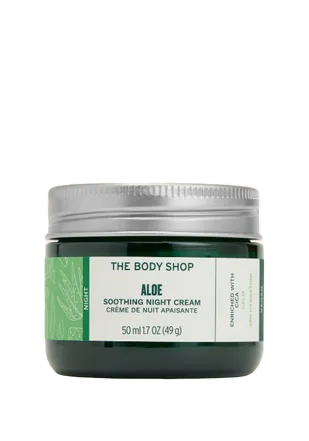 NIGHT
THE BODY SHOP
ALOE
SOOTHING NIGHT CREAM
CRÈME DE NUIT APAISANTE
50 ml 1.7 OZ (49 g)
ENRICHED WITH
CICA